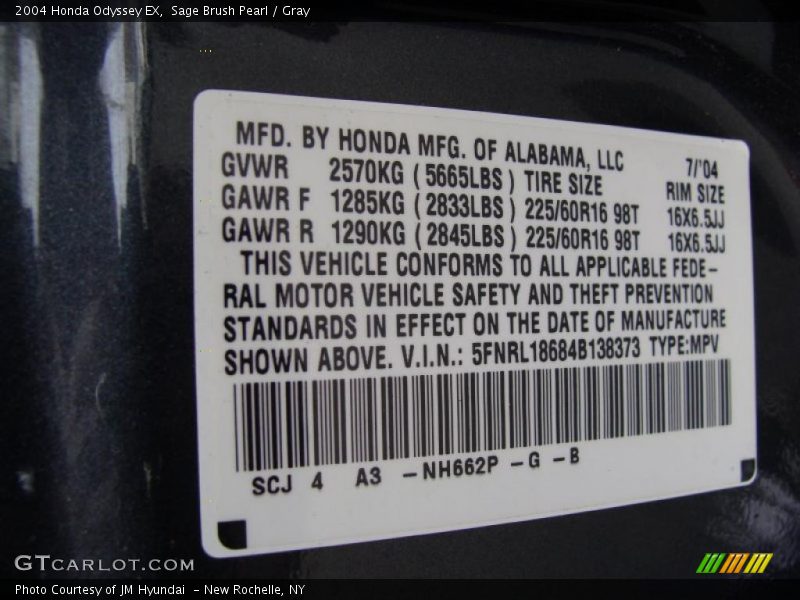 2004 Honda Odyssey EX,  Sage Brush Pearl / Gray
MFD. BY HONDA MFG. OF ALABAMA, LLC 7/'04
GVWR 2570KG (5665LBS) TIRE SIZE RIM SIZE
GAWR F 1285KG (2833LBS) 225/60R16 98T 16X6.5JJ
GAWR R 1290KG (2845LBS) 225/60R16 98T 16X6.5JJ
THIS VEHICLE CONFORMS TO ALL APPLICABLE FEDE-
RAL MOTOR VEHICLE SAFETY AND THEFT PREVENTION
STANDARDS IN EFFECT ON THE DATE OF MANUFACTURE
SHOWN ABOVE. V.I.N.: 5FNRL18684B138373 TYPE:MPV
SCJ 4 A3 -NH662P -G -B
GTCARLOT.COM
Photo Courtesy of JM Hyundai - New Rochelle, NY